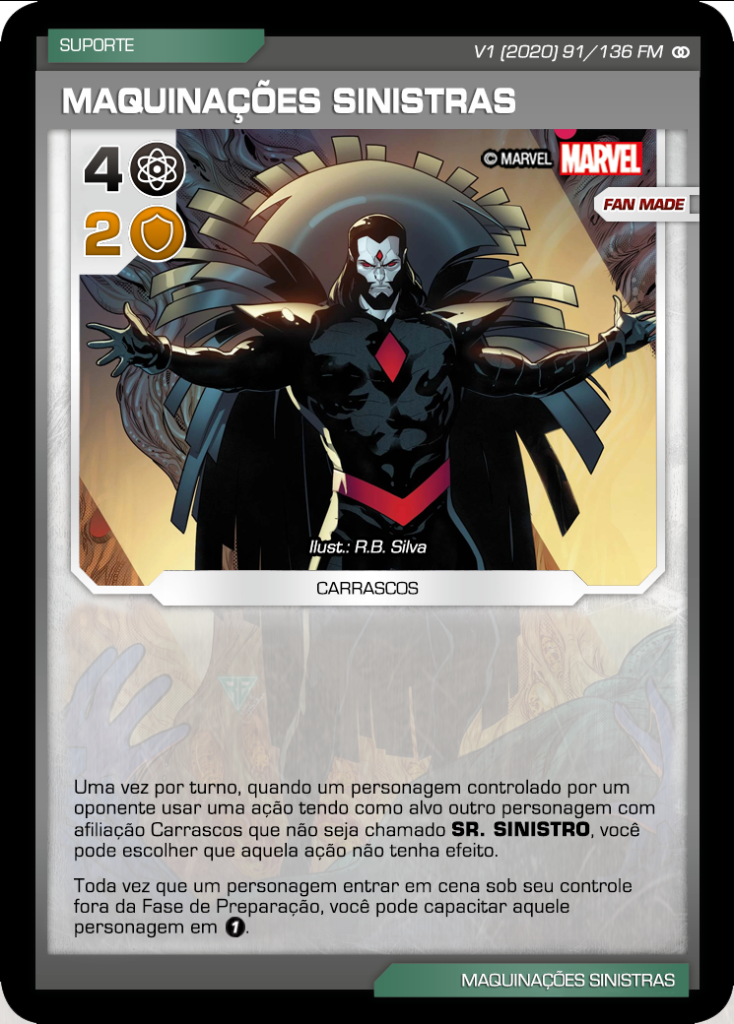 SUPORTE
V1 (2020) 91/136 FM
MAQUINAÇÕES SINISTRAS
4
© MARVEL MARVEL
2
FAN MADE
Ilust.: R.B. Silva
CARRASCOS
Uma vez por turno, quando um personagem controlado por um
oponente usar uma ação tendo como alvo outro personagem com
afiliação Carrascos que não seja chamado SR. SINISTRO, você
pode escolher que aquela ação não tenha efeito.
Toda vez que um personagem entrar em cena sob seu controle
fora da Fase de Preparação, você pode capacitar aquele
personagem em 1.
MAQUINAÇÕES SINISTRAS